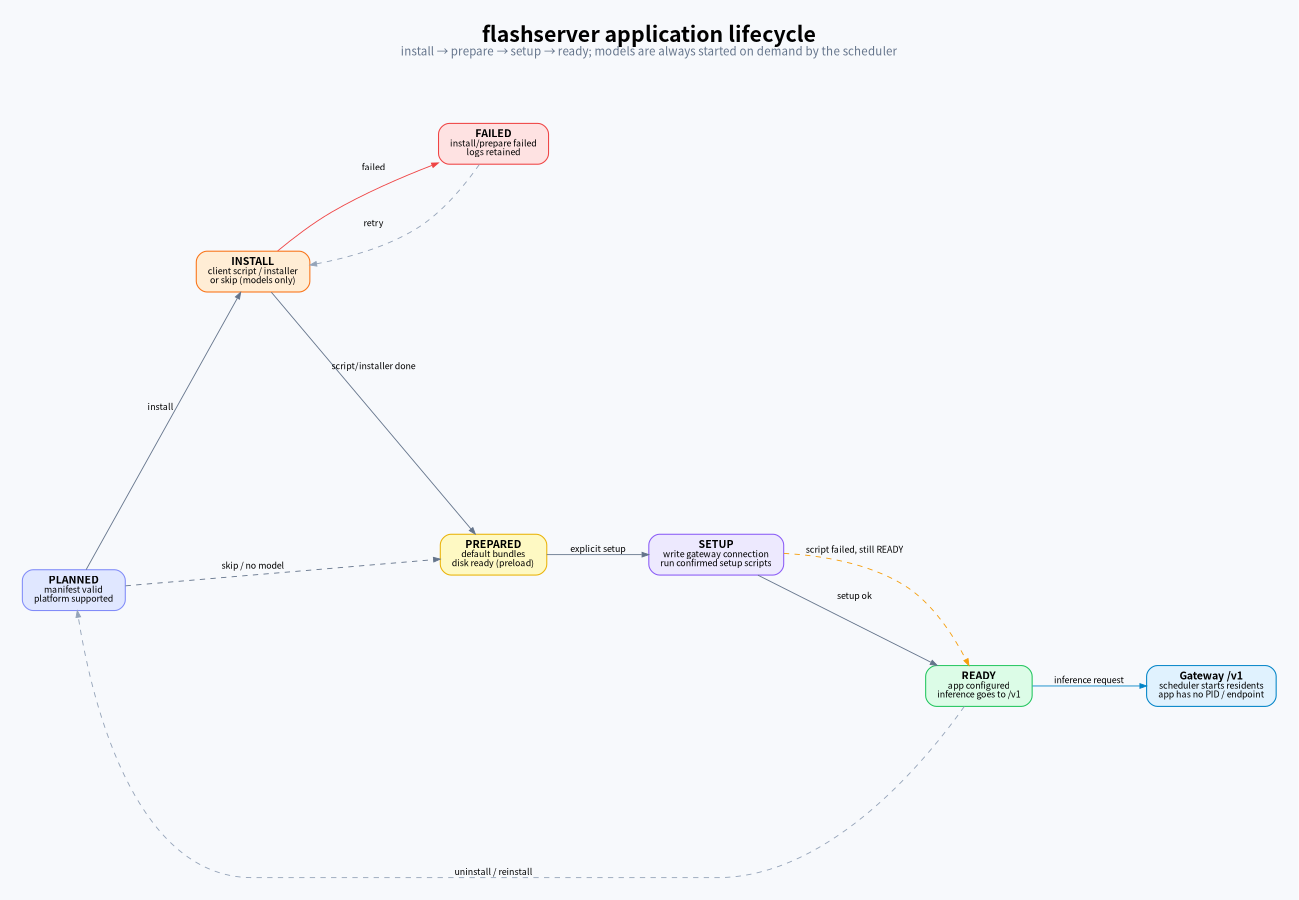 flashserver application lifecycle
install → prepare → setup → ready; models are always started on demand by the scheduler
FAILED
install/prepare failed
logs retained
failed
retry
INSTALL
client script / installer
or skip (models only)
script/installer done
install
PREPARED
default bundles
disk ready (preload)
explicit setup
SETUP
write gateway connection
run confirmed setup scripts
script failed, still READY
skip / no model
PLANNED
manifest valid
platform supported
setup ok
READY
app configured
inference goes to /v1
inference request
Gateway /v1
scheduler starts residents
app has no PID / endpoint
uninstall / reinstall